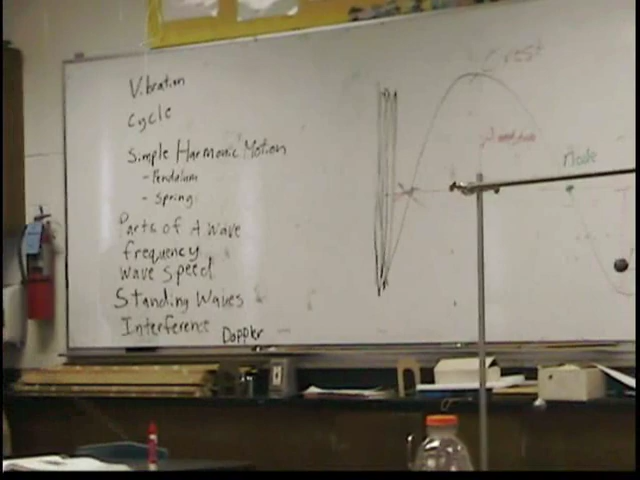 Vibration
Cycle
Simple Harmonic Motion
- Pendulum
- Spring
Parts of A Wave
frequency
wave speed
Standing Waves
Interference
Doppler
Crest
Node